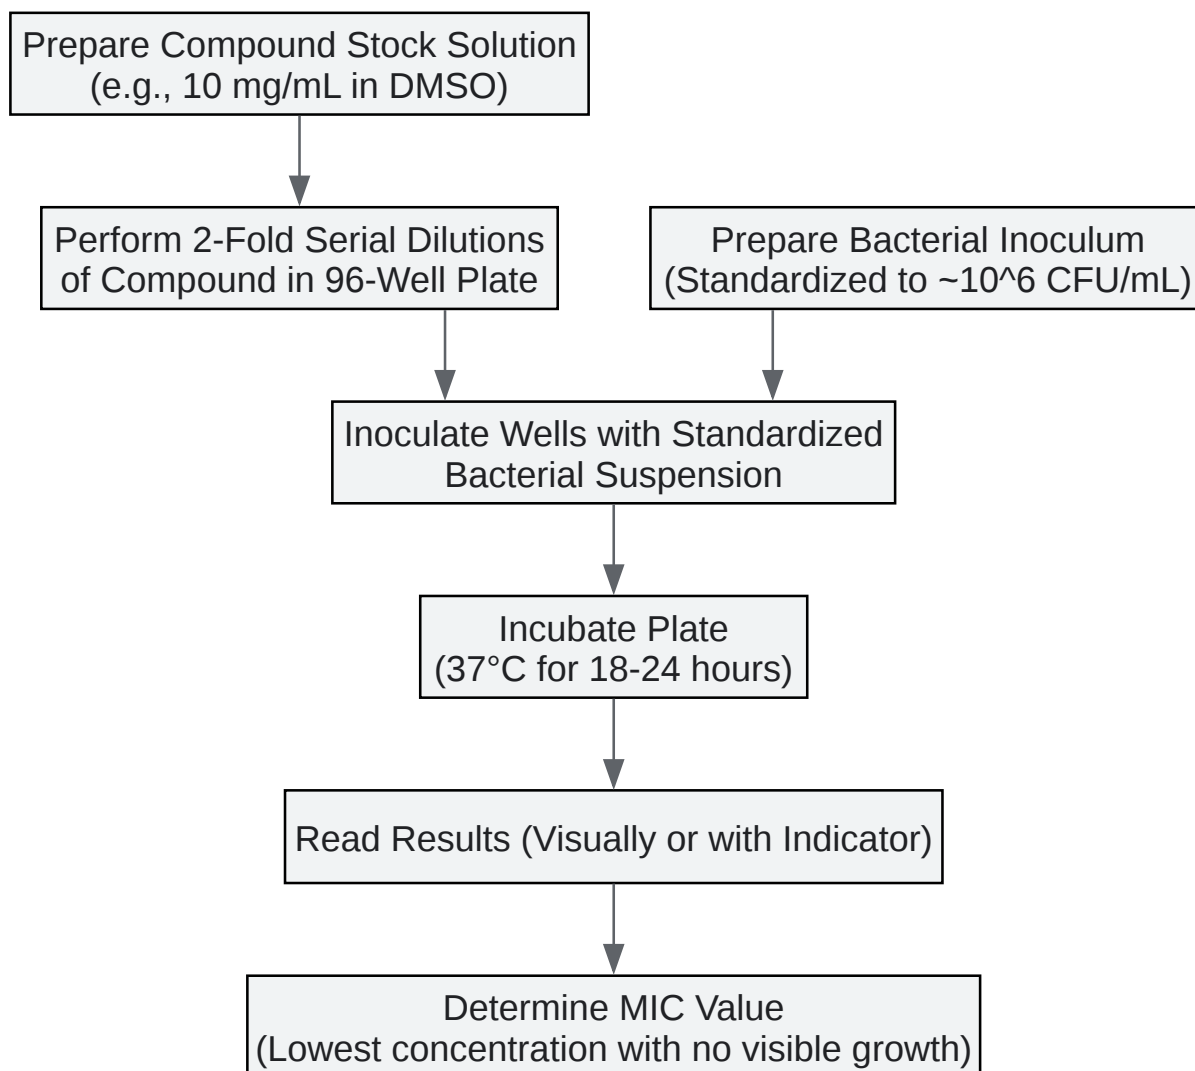 Prepare Compound Stock Solution
(e.g., 10 mg/mL in DMSO)
Perform 2-Fold Serial Dilutions
of Compound in 96-Well Plate
Prepare Bacterial Inoculum
(Standardized to ~10^6 CFU/mL)
Inoculate Wells with Standardized
Bacterial Suspension
Incubate Plate
(37°C for 18-24 hours)
Read Results (Visually or with Indicator)
Determine MIC Value
(Lowest concentration with no visible growth)